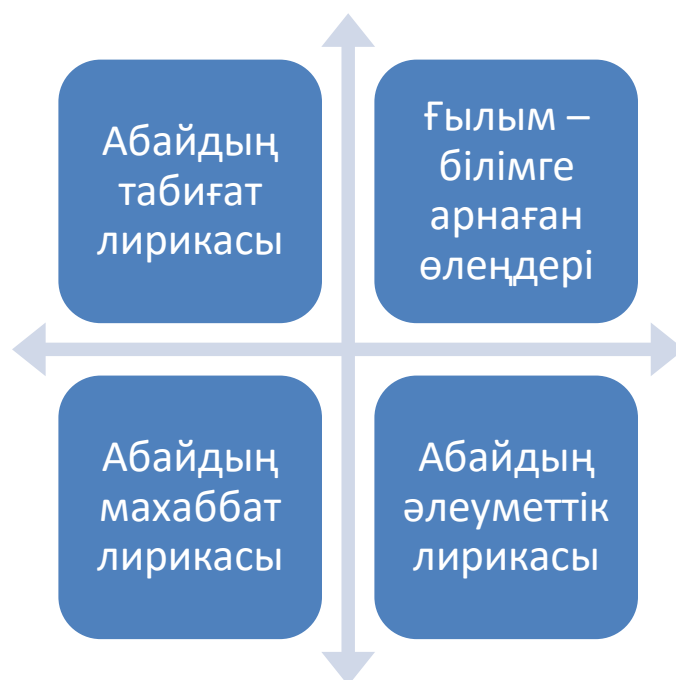 Абайдың
табиғат
лирикасы
Ғылым –
білімге
арнаған
өлеңдері
Абайдың
махаббат
лирикасы
Абайдың
әлеуметтік
лирикасы